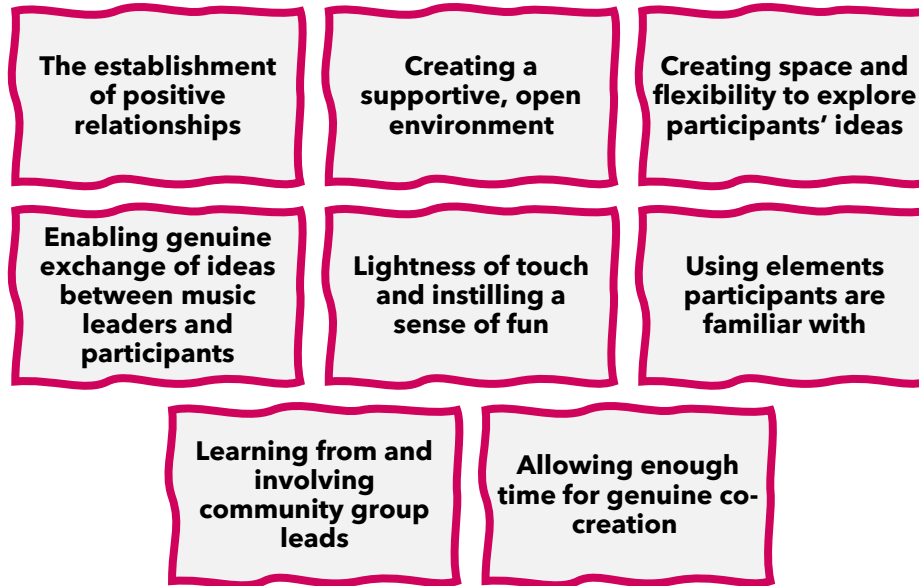 The establishment
of positive
relationships
Creating a
supportive, open
environment
Creating space and
flexibility to explore
participants’ ideas
Enabling genuine
exchange of ideas
between music
leaders and
participants
Lightness of touch
and instilling a
sense of fun
Using elements
participants are
familiar with
Learning from and
involving
community group
leads
Allowing enough
time for genuine co-
creation